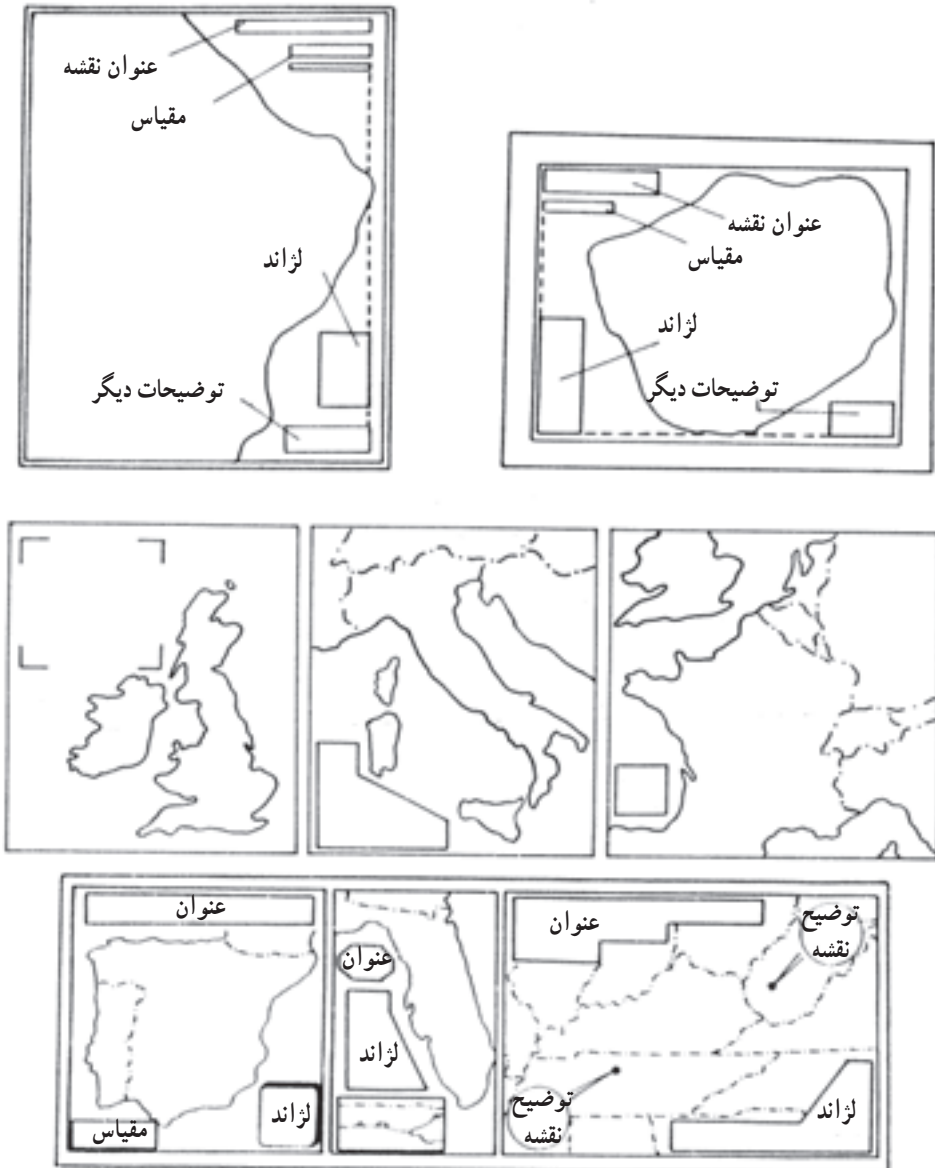 عنوان نقشه
مقیاس
لژاند
توضیحات دیگر
عنوان نقشه
مقیاس
لژاند
توضیحات دیگر
عنوان
توضیح
نقشه
عنوان
عنوان
لژاند
لژاند
توضیح
نقشه
لژاند
مقیاس